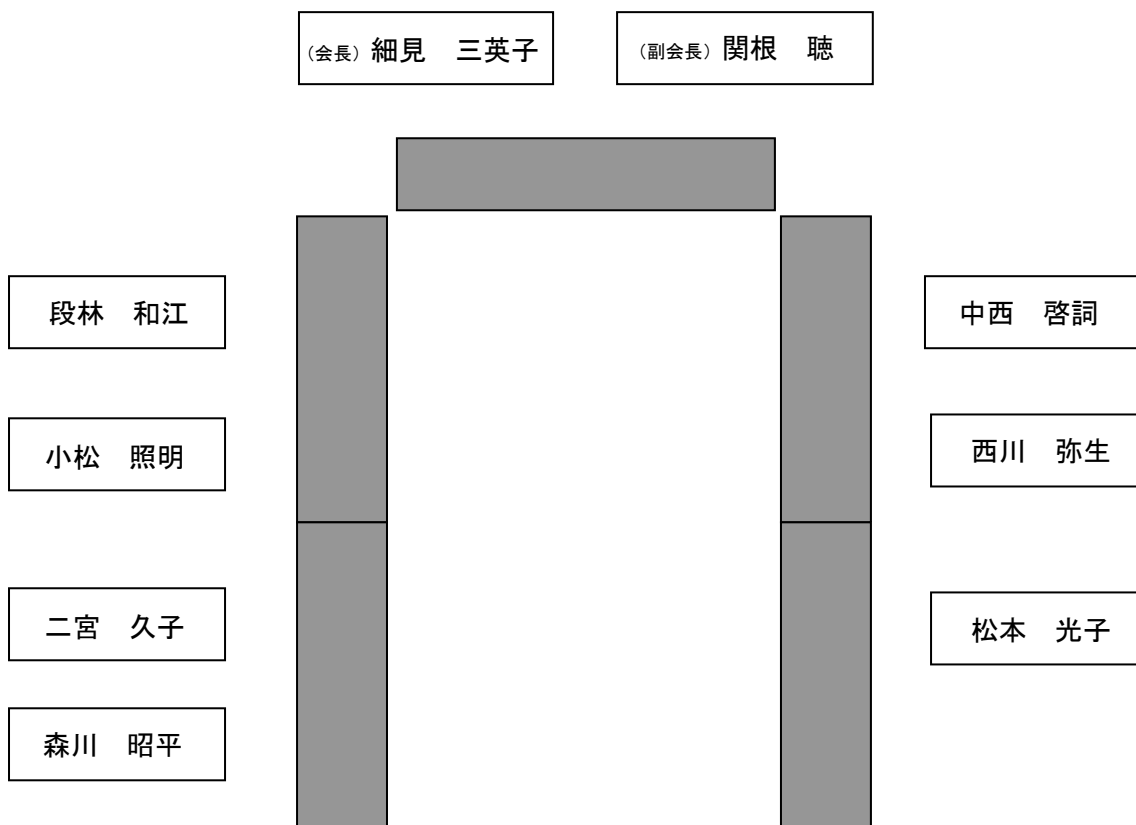 (会長) 細見　三英子
(副会長) 関根　聴
段林　和江
中西　啓詞
小松　照明
西川　弥生
二宮　久子
松本　光子
森川　昭平